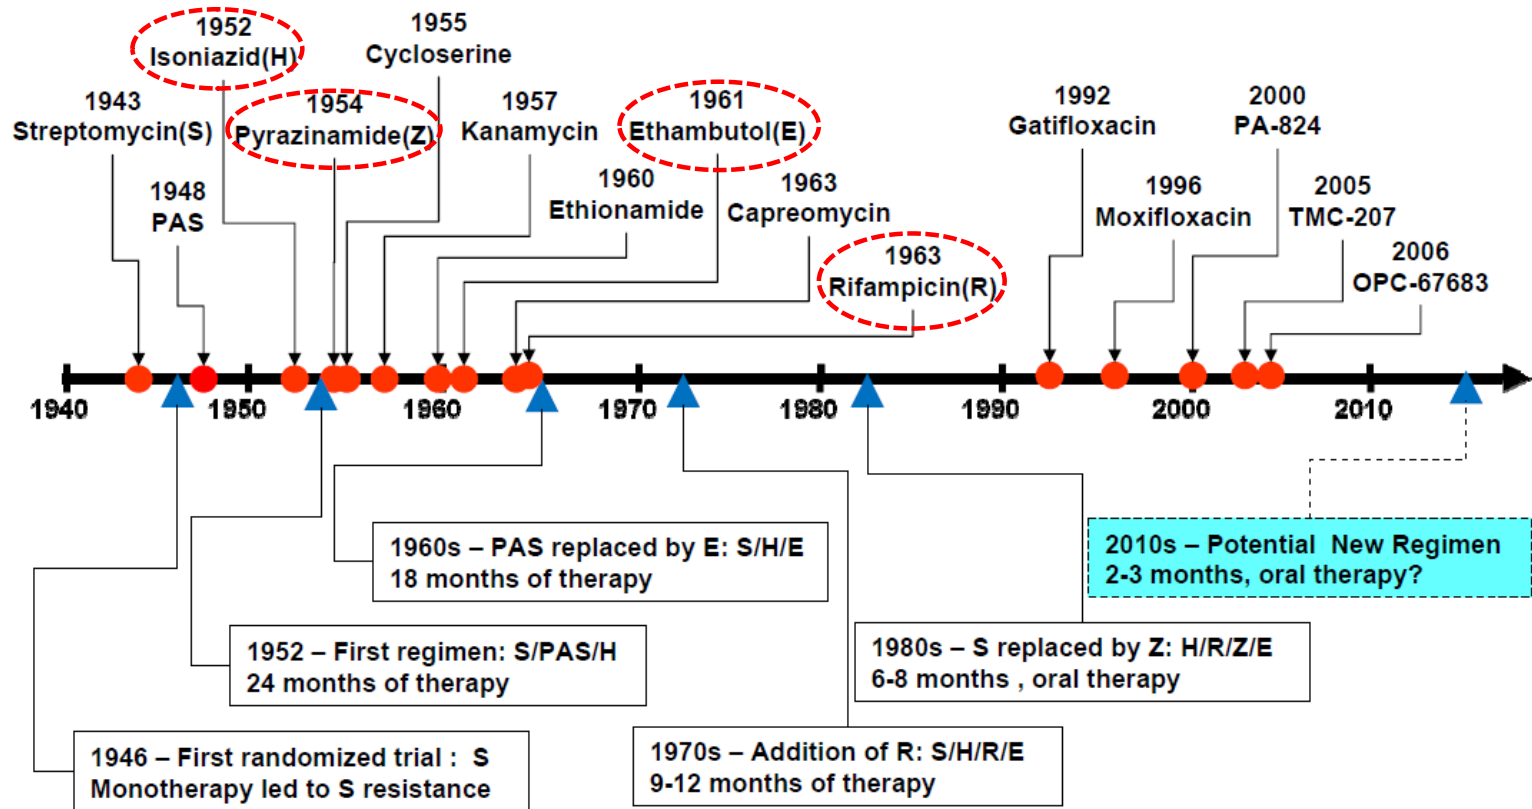 1952
Isoniazid(H)
1955
Cycloserine
1943
Streptomycin(S)
1954
Pyrazinamide(Z)
1957
Kanamycin
1961
Ethambutol(E)
1992
Gatifloxacin
2000
PA-824
1948
PAS
1960
Ethionamide
1963
Capreomycin
1996
Moxifloxacin
2005
TMC-207
1963
Rifampicin(R)
2006
OPC-67683
1940
1950
1960
1970
1980
1990
2000
2010
1960s – PAS replaced by E: S/H/E
18 months of therapy
2010s – Potential New Regimen
2-3 months, oral therapy?
1952 – First regimen: S/PAS/H
24 months of therapy
1980s – S replaced by Z: H/R/Z/E
6-8 months , oral therapy
1946 – First randomized trial : S
Monotherapy led to S resistance
1970s – Addition of R: S/H/R/E
9-12 months of therapy